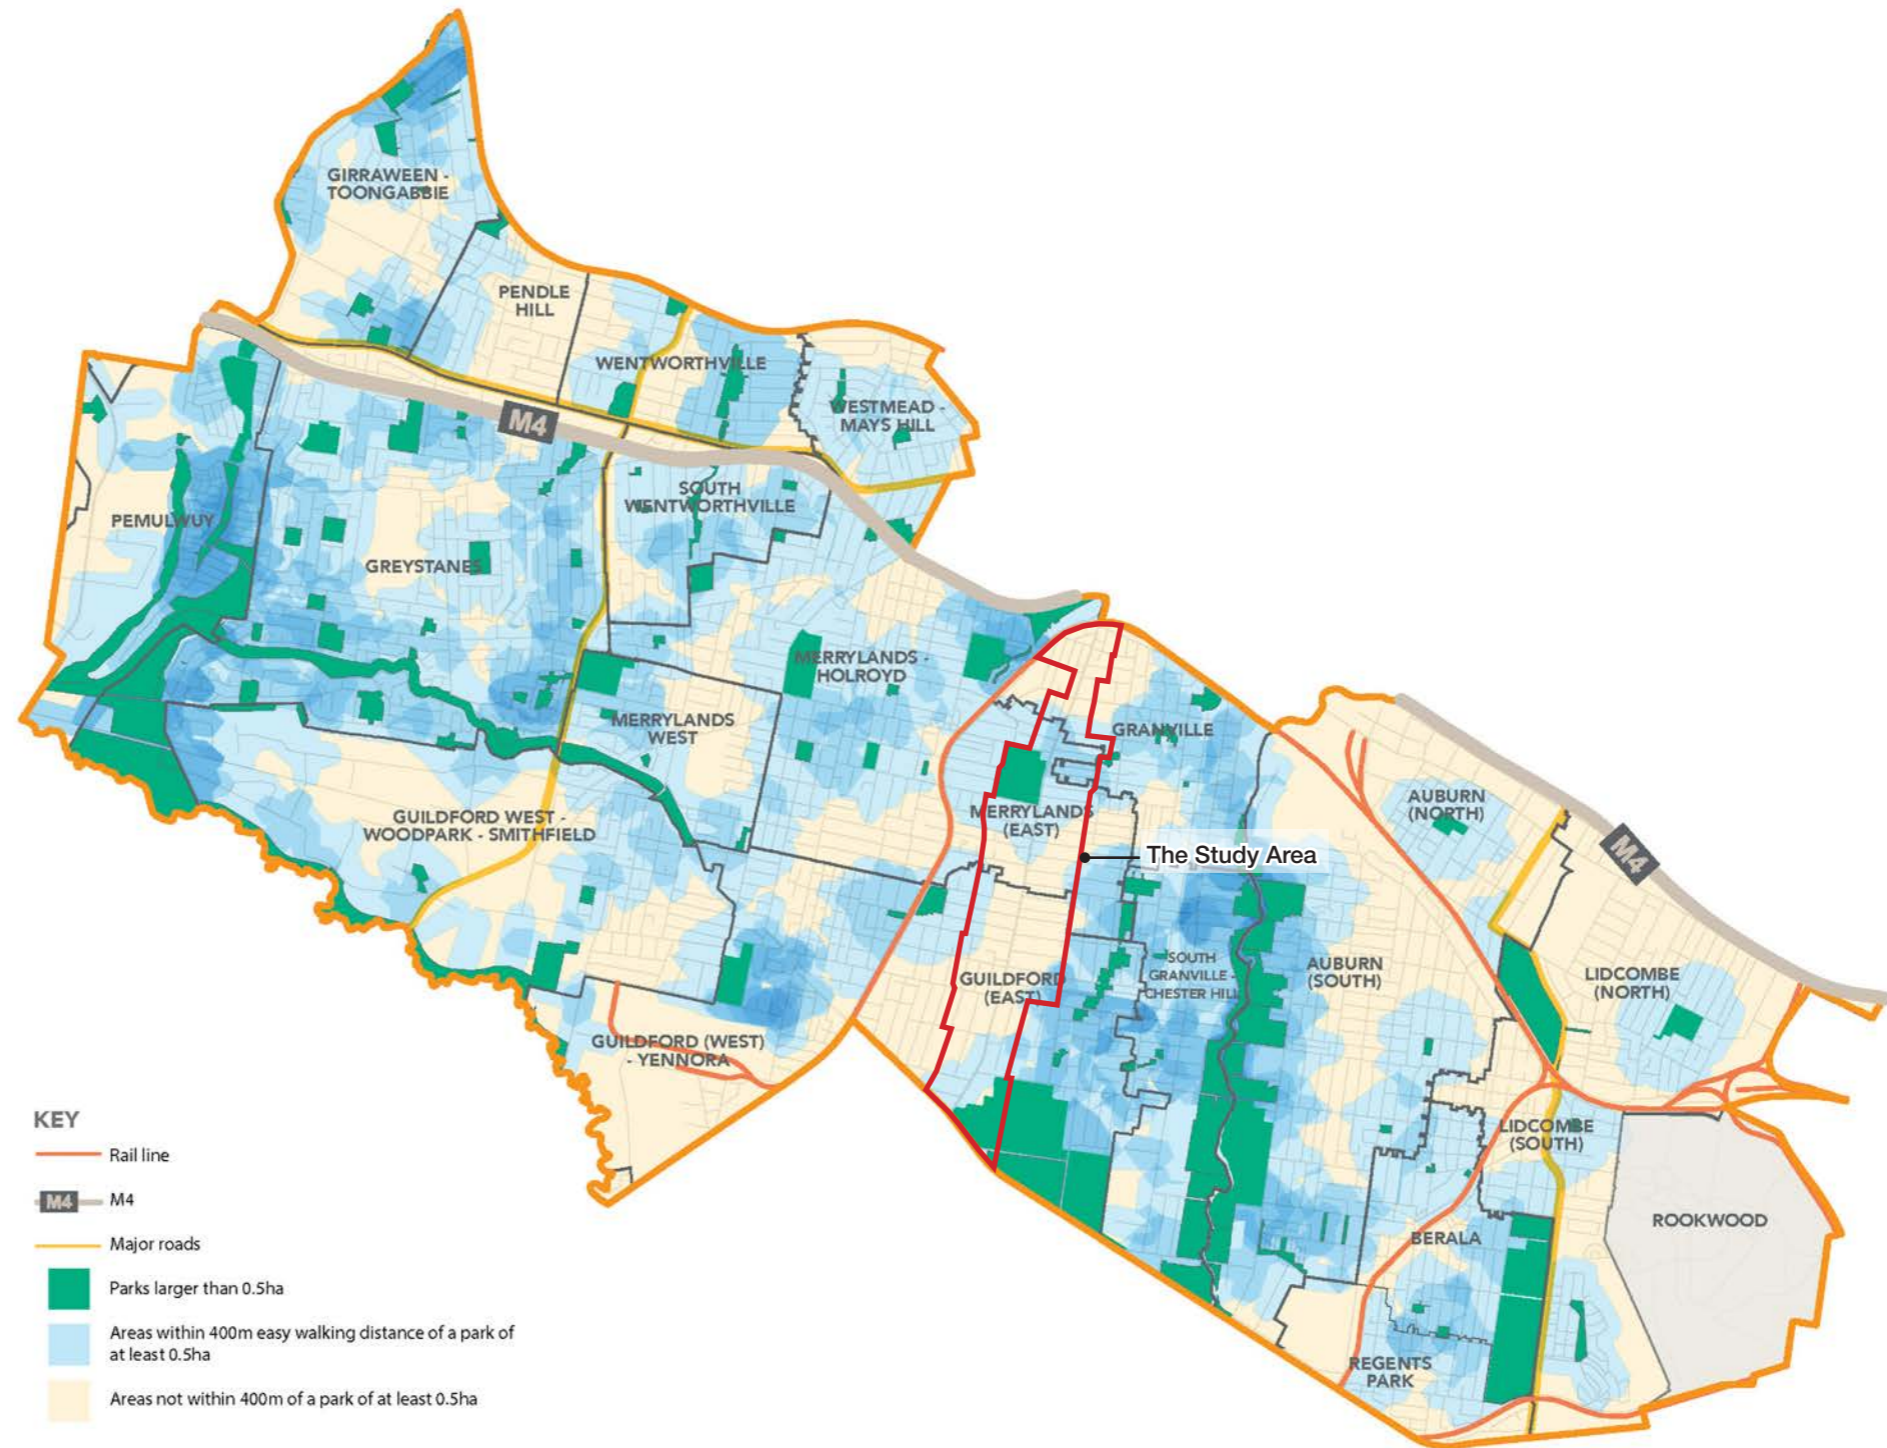 GIRRAWEEN -
TOONGABBIE
PENDLE
HILL
WENTWORTHVILLE
WESTMEAD -
MAYS HILL
M4
SOUTH
WENTWORTHVILLE
PEMULWUY
GREYSTANES
MERRYLANDS -
HOLROYD
MERRYLANDS
WEST
GRANVILLE
GUILDFORD WEST -
WOODPARK - SMITHFIELD
MERRYLANDS
(EAST)
The Study Area
AUBURN
(NORTH)
M4
GUILDFORD
(EAST)
SOUTH
GRANVILLE -
CHESTER HILL
AUBURN
(SOUTH)
LIDCOMBE
(NORTH)
GUILDFORD (WEST)
- YENNORA
LIDCOMBE
(SOUTH)
ROOKWOOD
BERALA
REGENTS
PARK
KEY
Rail line
M4 M4
Major roads
Parks larger than 0.5ha
Areas within 400m easy walking distance of a park of
at least 0.5ha
Areas not within 400m of a park of at least 0.5ha